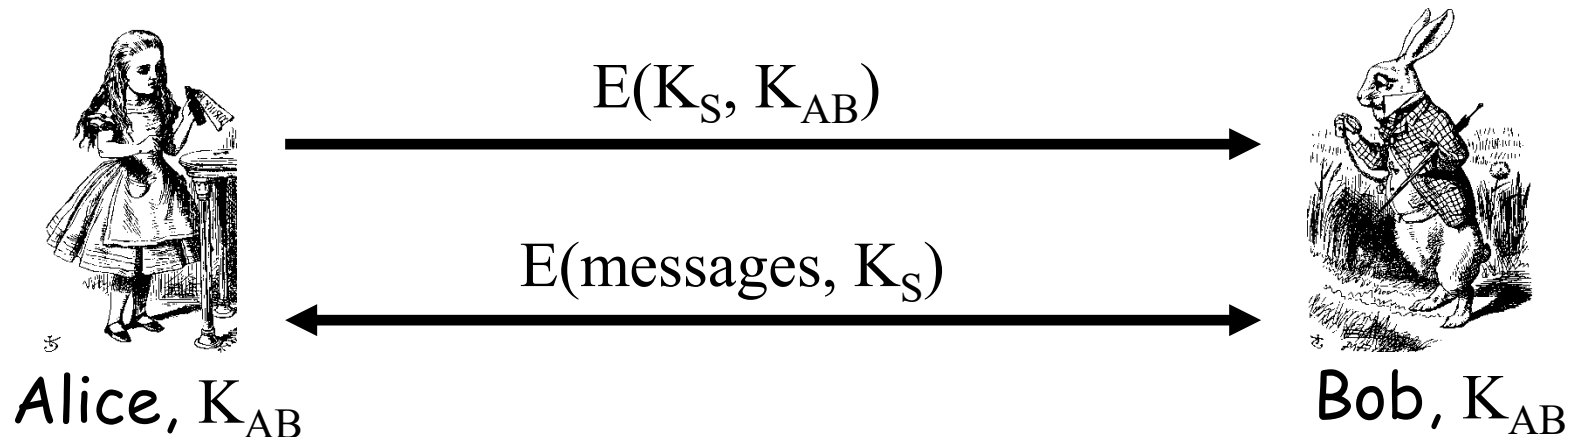 E(K_S, K_AB)
E(messages, K_S)
Alice, K_AB
Bob, K_AB